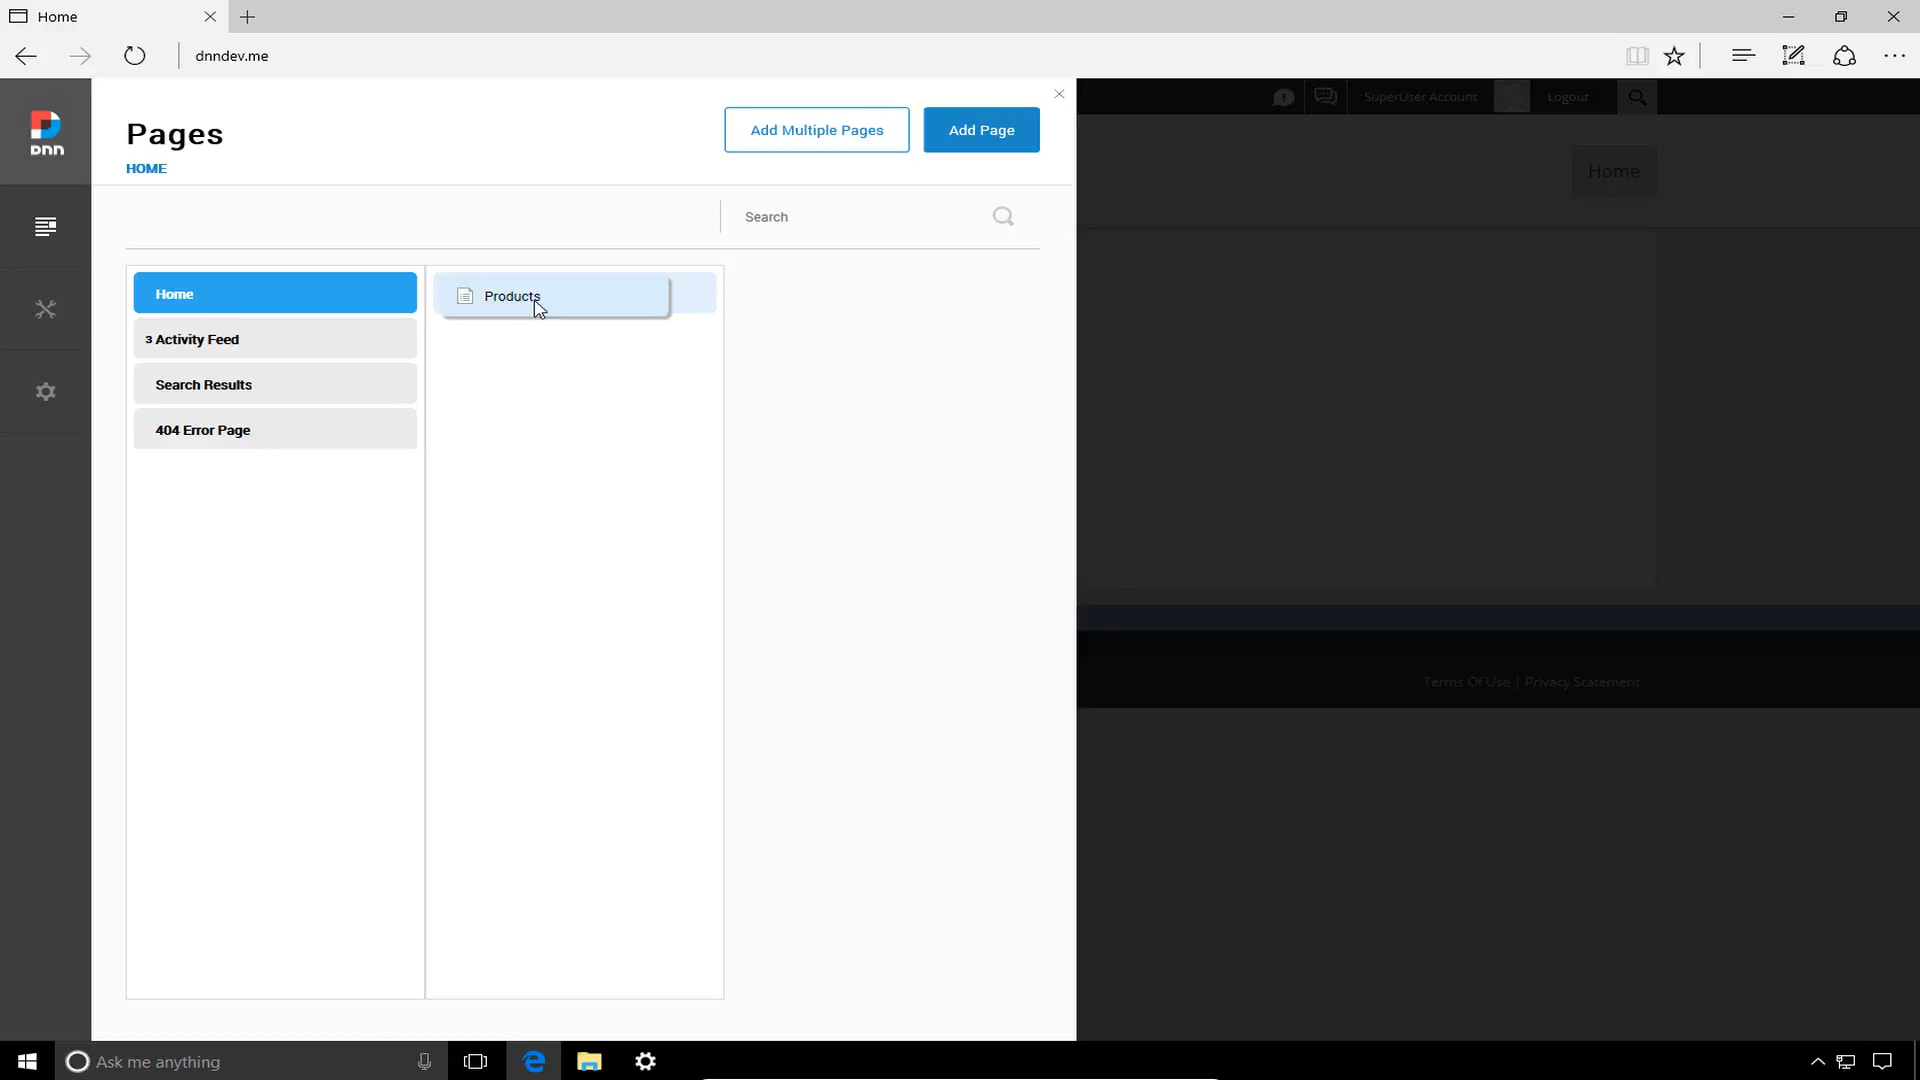 Home
dnndev.me
DNN
Pages
HOME
Add Multiple Pages
Add Page
Search
Home
3 Activity Feed
Search Results
404 Error Page
Products
SuperUser Account
Logout
Home
Terms Of Use | Privacy Statement
Ask me anything